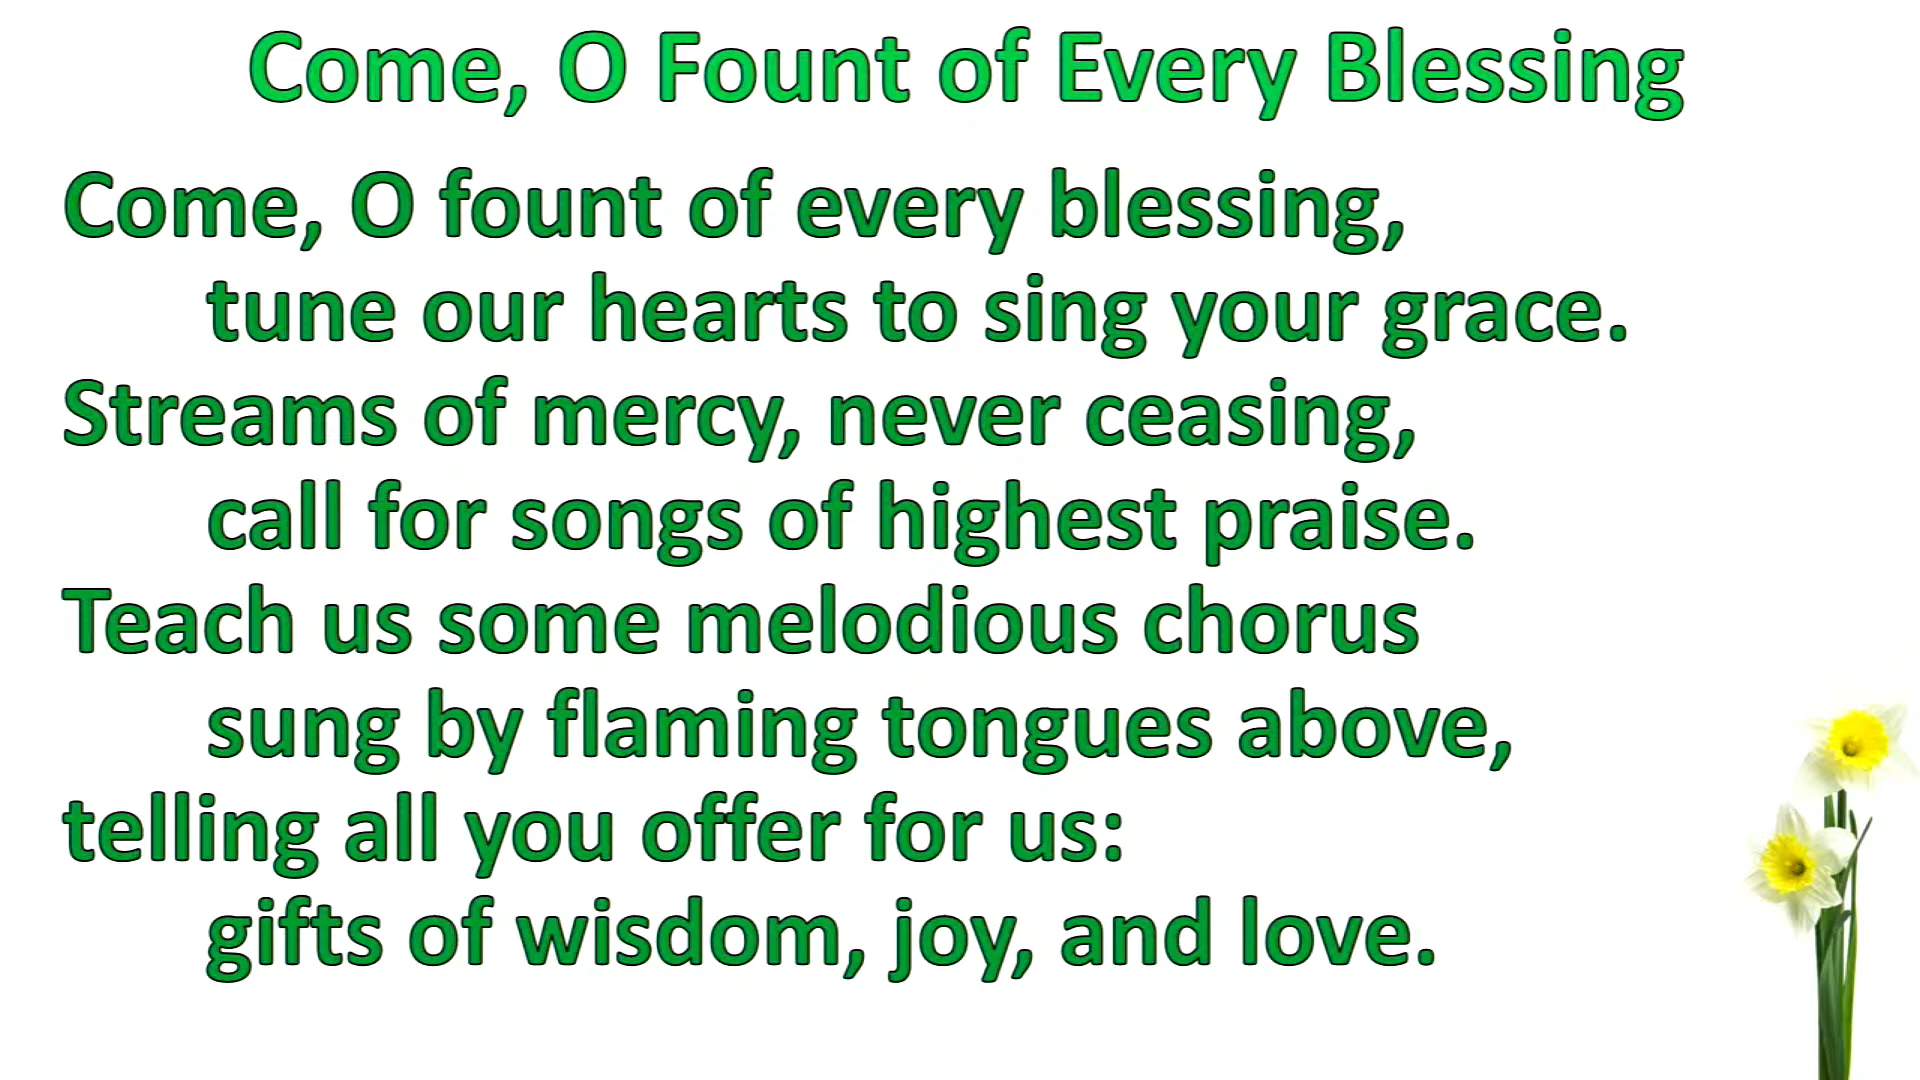 Come, O Fount of Every Blessing
Come, O fount of every blessing,
tune our hearts to sing your grace.
Streams of mercy, never ceasing,
call for songs of highest praise.
Teach us some melodious chorus
sung by flaming tongues above,
telling all you offer for us:
gifts of wisdom, joy, and love.